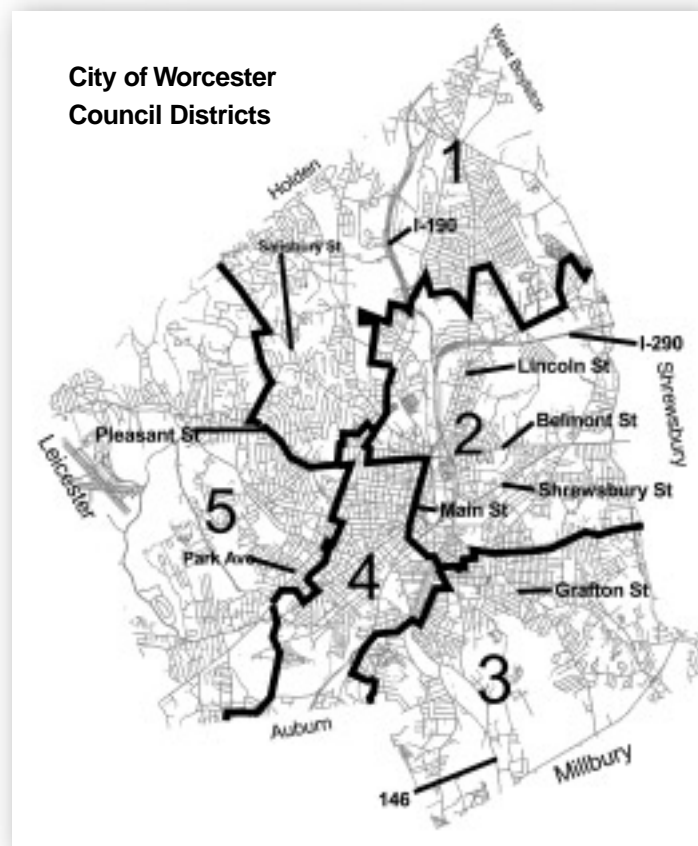 City of Worcester
Council Districts
West Boylston
1
Holden
I-190
Salisbury St
I-290
Lincoln St
Shrewsbury
2
Belmont St
Pleasant St
Leicester
Shrewsbury St
5
Main St
Park Ave
4
Grafton St
3
Auburn
Millbury
146